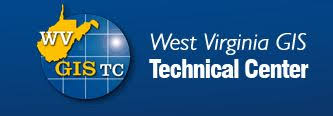 WV
GIS TC
West Virginia GIS
Technical Center